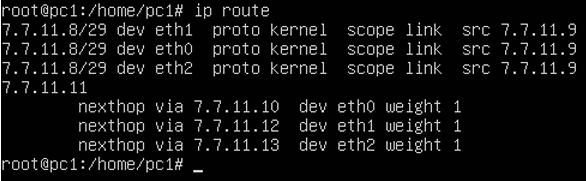 root@pc1:/home/pc1# ip route
7.7.11.8/29 dev eth1  proto kernel  scope link  src 7.7.11.9
7.7.11.8/29 dev eth0  proto kernel  scope link  src 7.7.11.9
7.7.11.8/29 dev eth2  proto kernel  scope link  src 7.7.11.9
7.7.11.11
        nexthop via 7.7.11.10  dev eth0 weight 1
        nexthop via 7.7.11.12  dev eth1 weight 1
        nexthop via 7.7.11.13  dev eth2 weight 1
root@pc1:/home/pc1# _